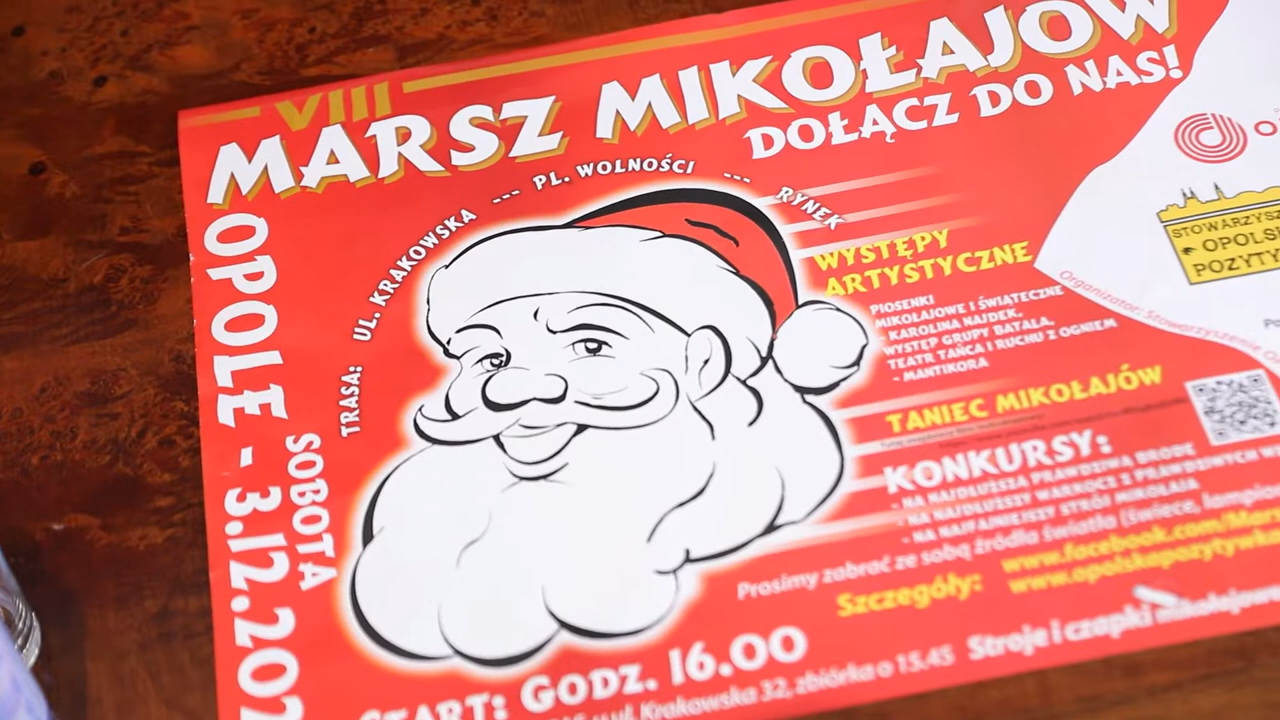 VIII
MARSZ MIKOŁAJÓW
DOŁĄCZ DO NAS!
OPOLE - 3.12.202
SOBOTA
TRASA: UL. KRAKOWSKA --- PL. WOLNOŚCI --- RYNEK
WYSTĘPY
ARTYSTYCZNE
PIOSENKI
MIKOŁAJOWE I ŚWIĄTECZNE
- KAROLINA NAJDEK,
WYSTĘP GRUPY BATALA,
TEATR TAŃCA I RUCHU Z OGNIEM
- MANTIKORA
TANIEC MIKOŁAJÓW
KONKURSY:
- NA NAJDŁUŻSZĄ PRAWDZIWĄ BRODĘ
- NA NAJDŁUŻSZY WARKOCZ Z PRAWDZIWYCH
- NA NAJFAJNIEJSZY STRÓJ MIKOŁAJA
Prosimy zabrać ze sobą źródła światła (świece, lampion
Szczegóły:
www.facebook.com/Mars
www.opolskapozytywka
START: GODZ. 16.00
ul. Krakowska 32, zbiórka o 15.45
Stroje i czapki mikołajowe
STOWARZYSZ
OPOLSK
POZYTY
Organizator: Stowarzyszenie O